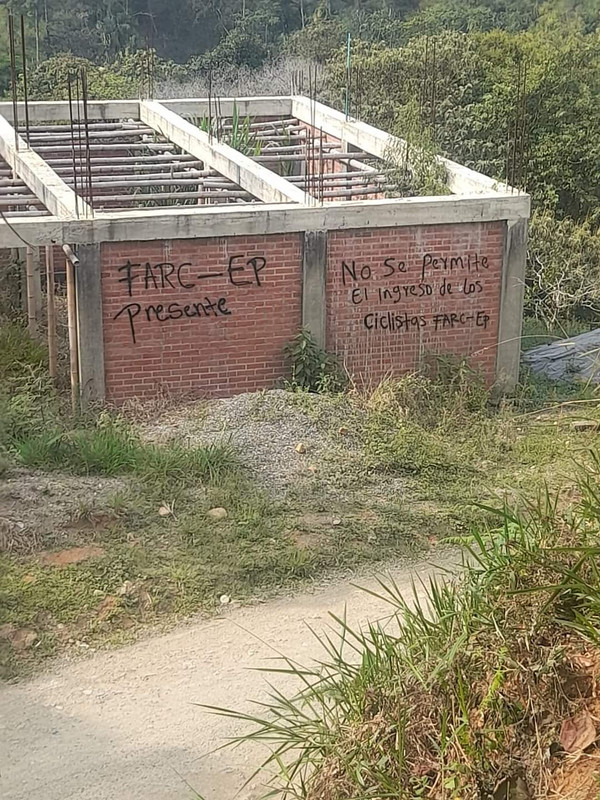 FARC-EP
Presente
No Se Permite
El Ingreso de Los
Ciclistas FARC-EP